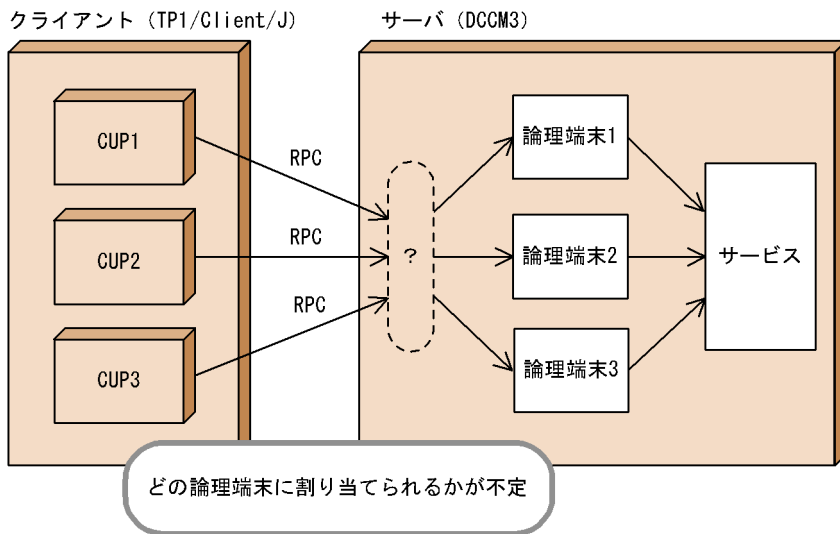 クライアント(TP1/Client/J)
サーバ(DCCM3)
CUP1
CUP2
CUP3
RPC
RPC
RPC
?
論理端末1
論理端末2
論理端末3
サービス
どの論理端末に割り当てられるかが不定